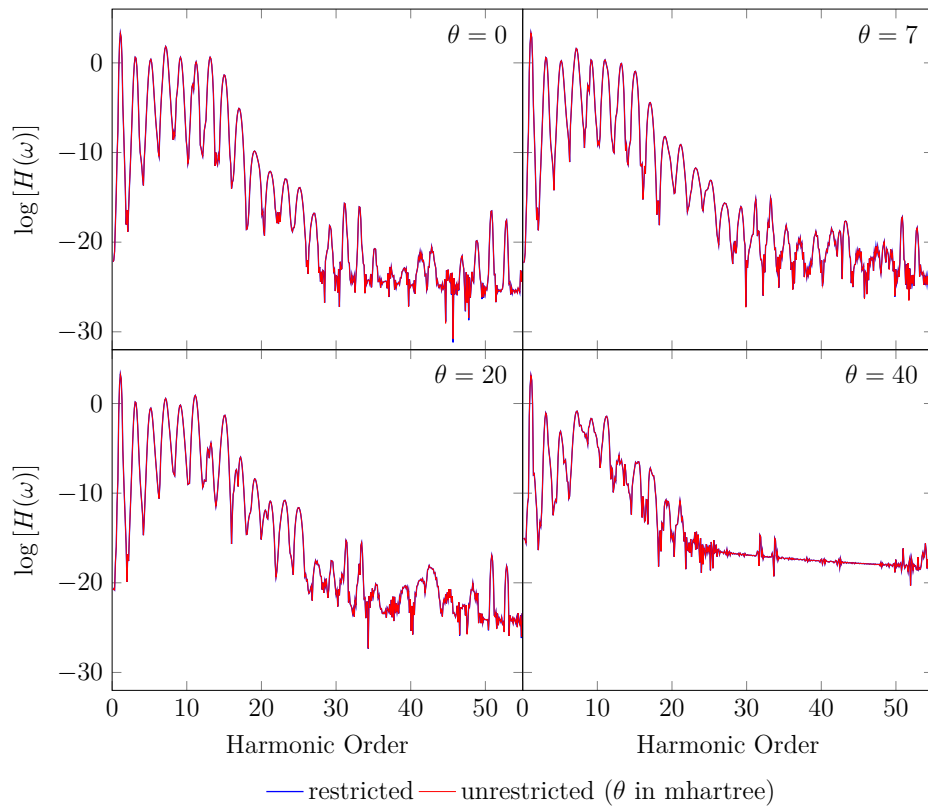 θ = 0
θ = 7
0
−10
−20
−30
log [H(ω)]
θ = 20
θ = 40
0
−10
−20
−30
log [H(ω)]
0 10 20 30 40 50 0 10 20 30 40 50
Harmonic Order Harmonic Order
restricted unrestricted (θ in mhartree)